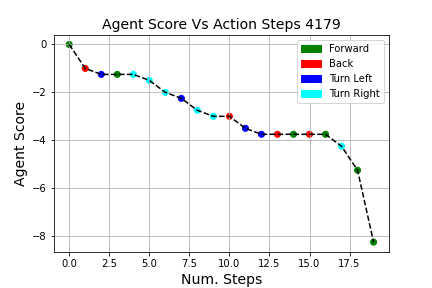 Agent Score Vs Action Steps 4179
Agent Score
0
−2
−4
−6
−8
Forward
Back
Turn Left
Turn Right
0.0 2.5 5.0 7.5 10.0 12.5 15.0 17.5
Num. Steps